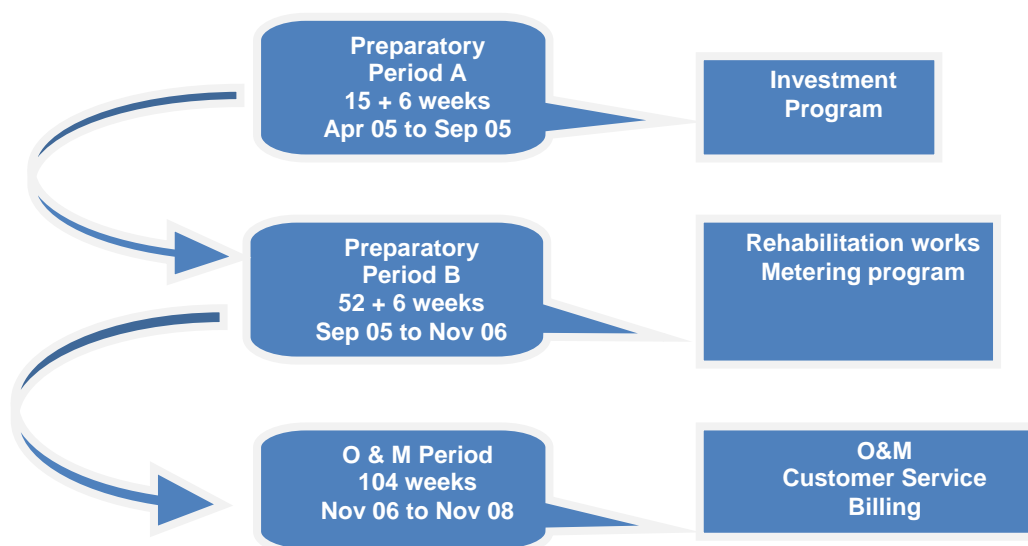 Preparatory
Period A
15 + 6 weeks
Apr 05 to Sep 05
Investment
Program
Preparatory
Period B
52 + 6 weeks
Sep 05 to Nov 06
Rehabilitation works
Metering program
O & M Period
104 weeks
Nov 06 to Nov 08
O&M
Customer Service
Billing